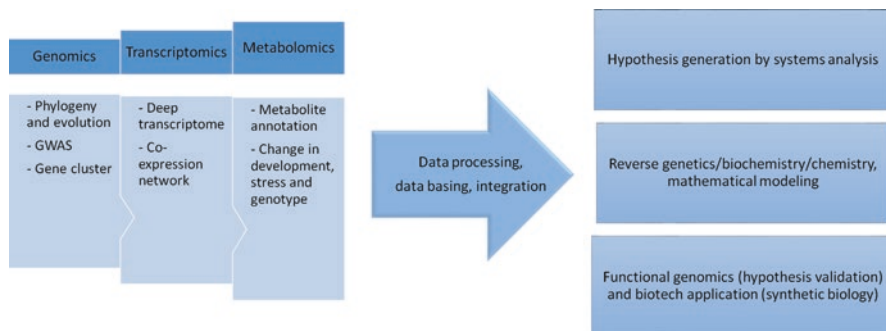 Genomics
- Phylogeny
and evolution
- GWAS
- Gene cluster
Transcriptomics
- Deep
transcriptome
- Co-
expression
network
Metabolomics
- Metabolite
annotation
- Change in
development,
stress and
genotype
Data processing,
data basing, integration
Hypothesis generation by systems analysis
Reverse genetics/biochemistry/chemistry,
mathematical modeling
Functional genomics (hypothesis validation)
and biotech application (synthetic biology)